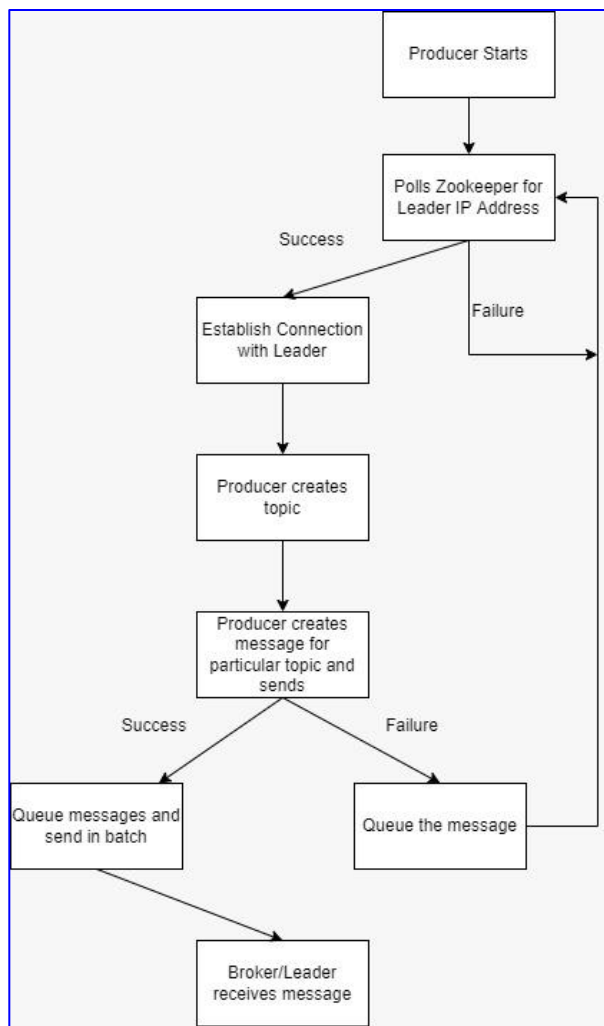 Producer Starts
Polls Zookeeper for
Leader IP Address
Success
Failure
Establish Connection
with Leader
Producer creates
topic
Producer creates
message for
particular topic and
sends
Success
Failure
Queue messages and
send in batch
Queue the message
Broker/Leader
receives message